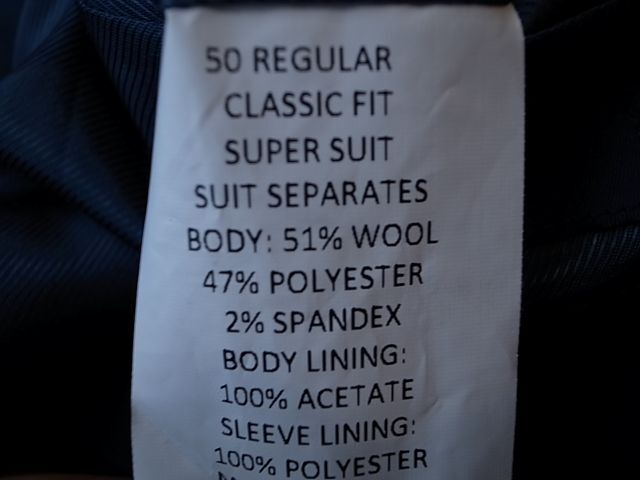 50 REGULAR
CLASSIC FIT
SUPER SUIT
SUIT SEPARATES
BODY: 51% WOOL
47% POLYESTER
2% SPANDEX
BODY LINING:
100% ACETATE
SLEEVE LINING:
100% POLYESTER